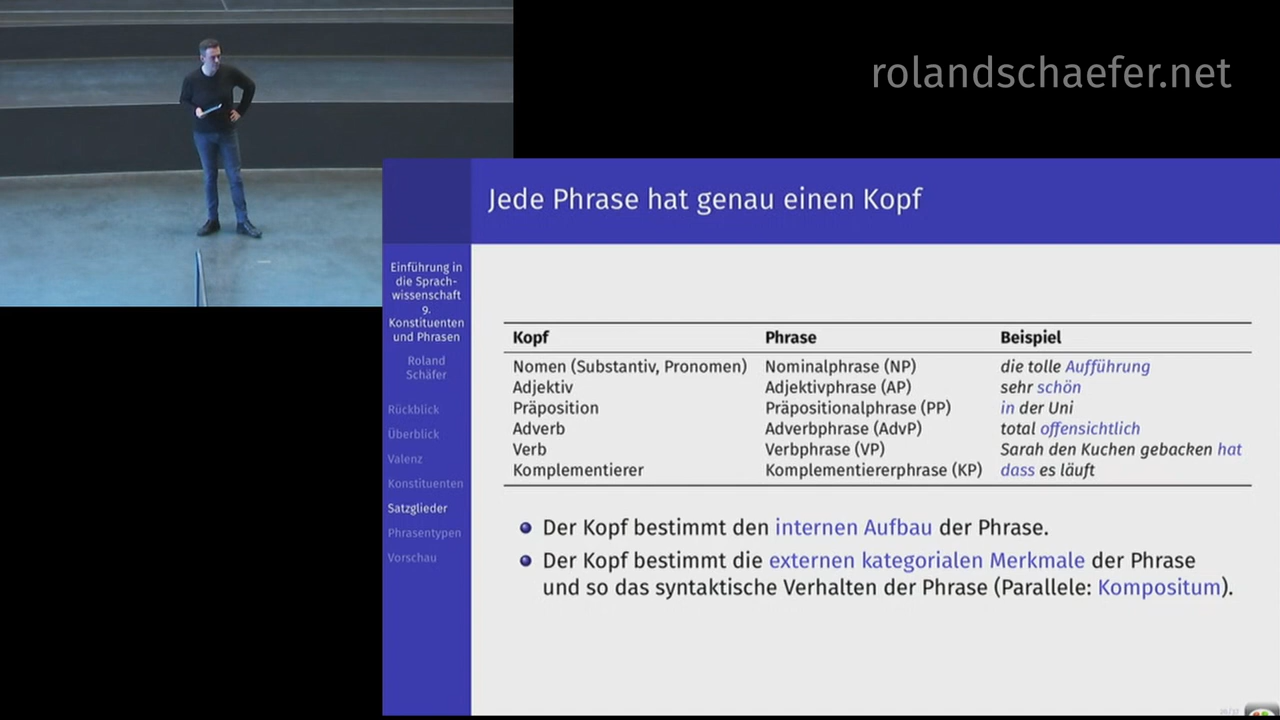 rolandschaefer.net
Jede Phrase hat genau einen Kopf
Einführung in
die Sprach-
wissenschaft
9.
Konstituenten
und Phrasen
Roland
Schäfer
Rückblick
Überblick
Valenz
Konstituenten
Satzglieder
Phrasentypen
Vorschau
Kopf Phrase Beispiel
Nomen (Substantiv, Pronomen) Nominalphrase (NP) die tolle Aufführung
Adjektiv Adjektivphrase (AP) sehr schön
Präposition Präpositionalphrase (PP) in der Uni
Adverb Adverbphrase (AdvP) total offensichtlich
Verb Verbphrase (VP) Sarah den Kuchen gebacken hat
Komplementierer Komplementiererphrase (KP) dass es läuft
Der Kopf bestimmt den internen Aufbau der Phrase.
Der Kopf bestimmt die externen kategorialen Merkmale der Phrase
und so das syntaktische Verhalten der Phrase (Parallele: Kompositum).